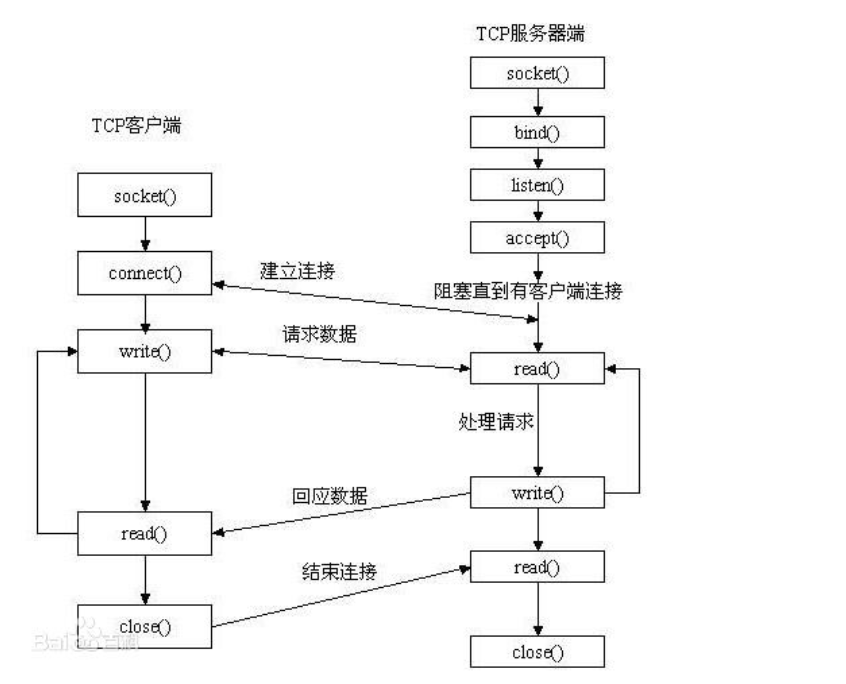 TCP服务器端
socket()
bind()
listen()
accept()
阻塞直到有客户端连接
read()
处理请求
write()
read()
close()
TCP客户端
socket()
connect()
write()
read()
close()
建立连接
请求数据
回应数据
结束连接
Bai百科